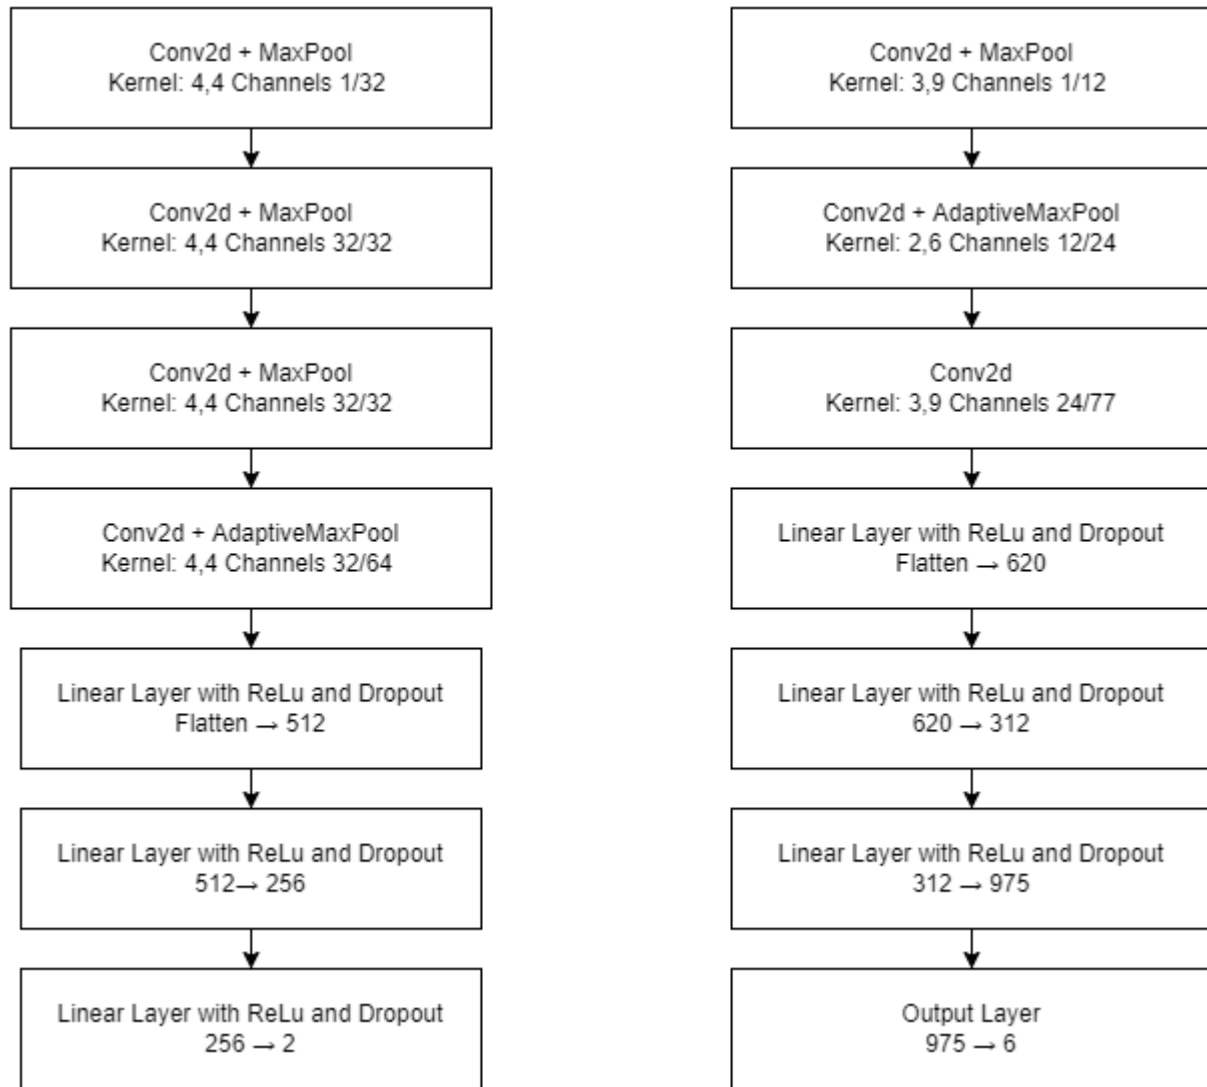 Conv2d + MaxPool
Kernel: 4,4 Channels 1/32
Conv2d + MaxPool
Kernel: 4,4 Channels 32/32
Conv2d + MaxPool
Kernel: 4,4 Channels 32/32
Conv2d + AdaptiveMaxPool
Kernel: 4,4 Channels 32/64
Linear Layer with ReLu and Dropout
Flatten → 512
Linear Layer with ReLu and Dropout
512→ 256
Linear Layer with ReLu and Dropout
256 → 2
Conv2d + MaxPool
Kernel: 3,9 Channels 1/12
Conv2d + AdaptiveMaxPool
Kernel: 2,6 Channels 12/24
Conv2d
Kernel: 3,9 Channels 24/77
Linear Layer with ReLu and Dropout
Flatten → 620
Linear Layer with ReLu and Dropout
620 → 312
Linear Layer with ReLu and Dropout
312 → 975
Output Layer
975 → 6